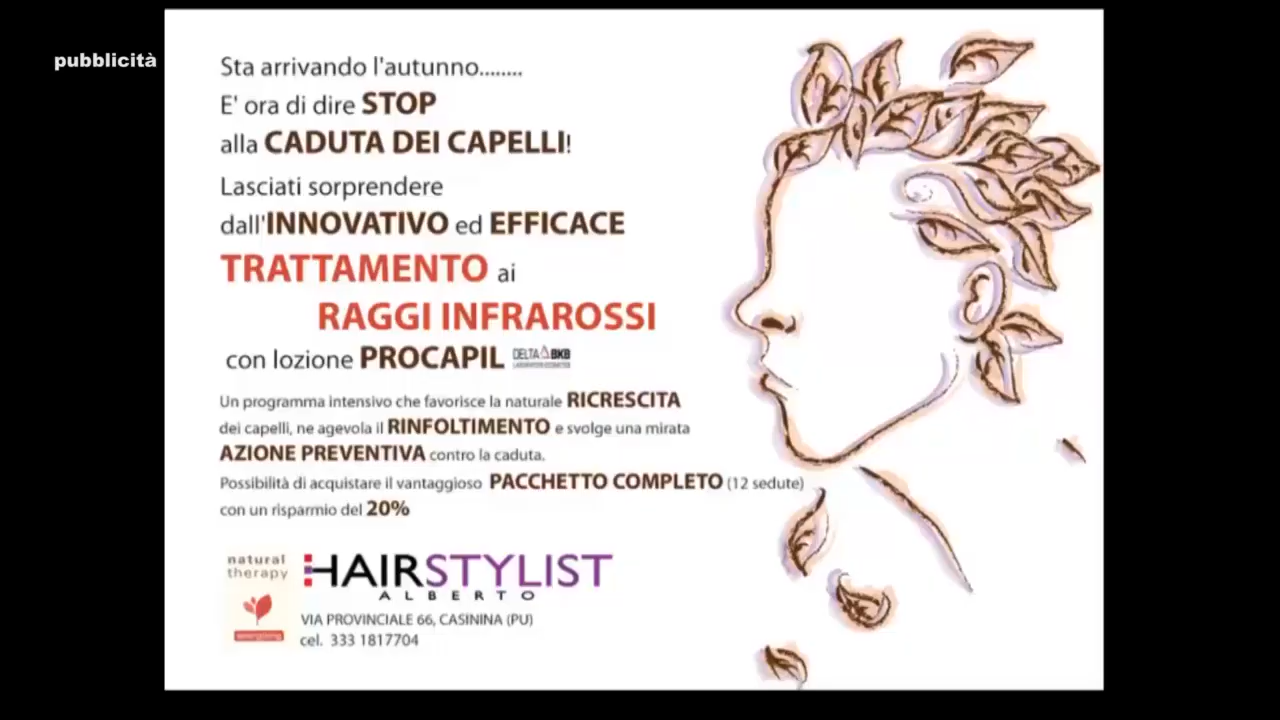 pubblicità
Sta arrivando l'autunno........
E' ora di dire STOP
alla CADUTA DEI CAPELLI!
Lasciati sorprendere
dall'INNOVATIVO ed EFFICACE
TRATTAMENTO ai
RAGGI INFRAROSSI
con lozione PROCAPIL DELTA BKB
Un programma intensivo che favorisce la naturale RICRESCITA
dei capelli, ne agevola il RINFOLTIMENTO e svolge una mirata
AZIONE PREVENTIVA contro la caduta.
Possibilità di acquistare il vantaggioso PACCHETTO COMPLETO (12 sedute)
con un risparmio del 20%
natural
therapy
HAIRSTYLIST
ALBERTO
VIA PROVINCIALE 66, CASININA (PU)
cel. 333 1817704